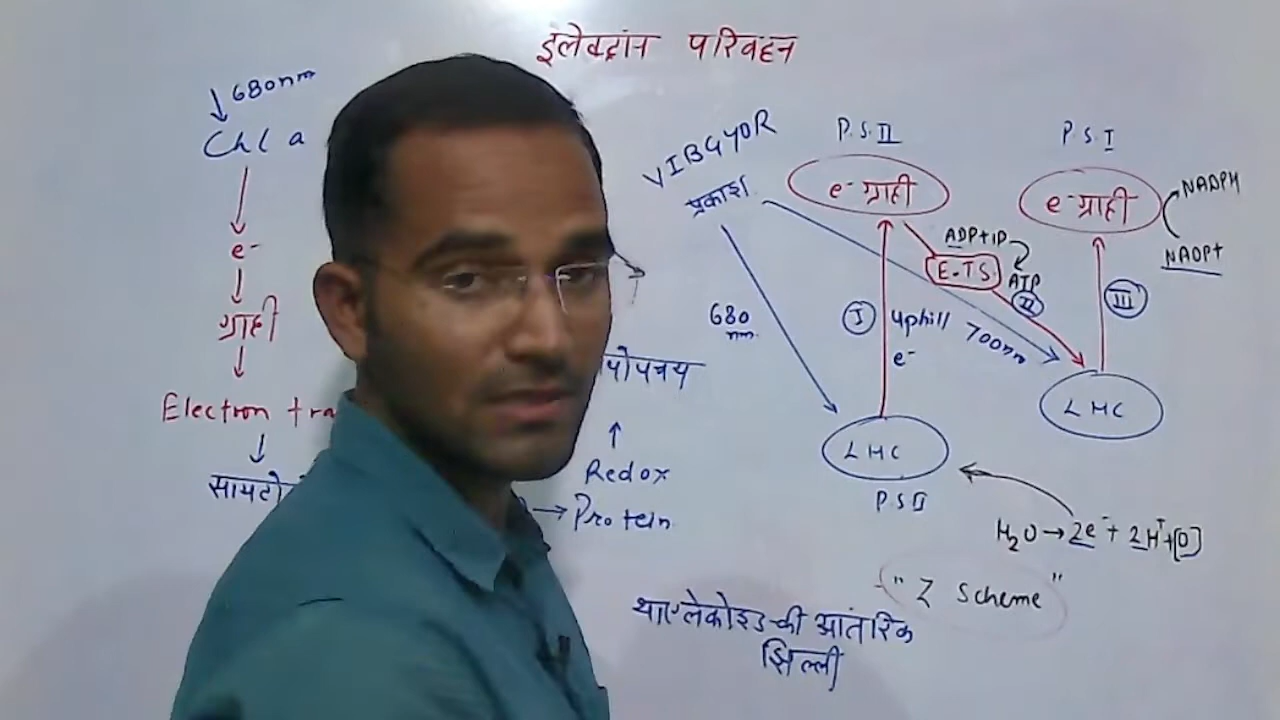 इलेक्ट्रॉन परिवहन
680nm
Chl a
e-
ग्राही
Electron tra
सायटो
पोपचय
Redox
Protein
VIBGYOR
प्रकाश
680
nm
700nm
P.S.II
e- ग्राही
ADP+iP
E.T.S
ATP
II
I
uphill
e-
LHC
P.S II
P.S.I
e- ग्राही
NADPH
NADP+
III
LHC
H2O→2e-+2H++[O]
"Z Scheme"
थाएलेकोइड की आंतरिक
झिल्ली